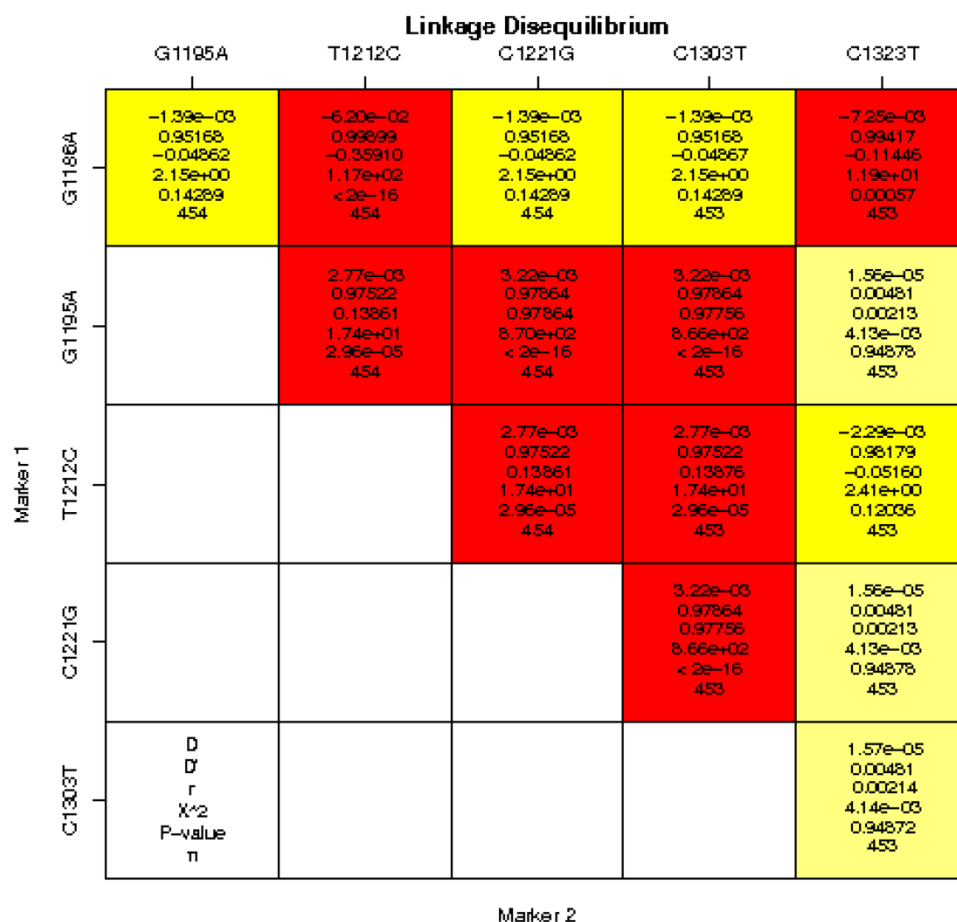 Linkage Disequilibrium
G1195A T1212C C1221G C1303T C1323T
G1186A
-1.39e-03 -6.20e-02 -1.39e-03 -1.39e-03 -7.25e-03
0.95168 0.99899 0.95168 0.95168 0.99417
-0.04862 -0.35910 -0.04862 -0.04867 -0.11446
2.15e+00 1.17e+02 2.15e+00 2.15e+00 1.19e+01
0.14289 < 2e-16 0.14289 0.14289 0.00057
454 454 454 453 453
G1195A
2.77e-03 3.22e-03 3.22e-03 1.56e-05
0.97522 0.97864 0.97864 0.00481
0.13861 0.97864 0.97756 0.00213
1.74e+01 8.70e+02 8.66e+02 4.13e-03
2.96e-05 < 2e-16 < 2e-16 0.94878
454 454 453 453
Marker 1
T1212C
2.77e-03 2.77e-03 -2.29e-03
0.97522 0.97522 0.98179
0.13861 0.13876 -0.05160
1.74e+01 1.74e+01 2.41e+00
2.96e-05 2.96e-05 0.12036
454 453 453
C1221G
3.22e-03 1.56e-05
0.97864 0.00481
0.97756 0.00213
8.66e+02 4.13e-03
< 2e-16 0.94878
453 453
C1303T
D 1.57e-05
D' 0.00481
r 0.00214
X^2 4.14e-03
P-value 0.94872
n 453
Marker 2